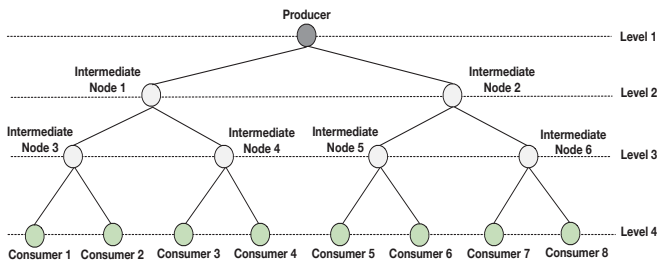 Producer
Level 1
Intermediate
Node 1
Intermediate
Node 2
Level 2
Intermediate
Node 3
Intermediate
Node 4
Intermediate
Node 5
Intermediate
Node 6
Level 3
Level 4
Consumer 1
Consumer 2
Consumer 3
Consumer 4
Consumer 5
Consumer 6
Consumer 7
Consumer 8